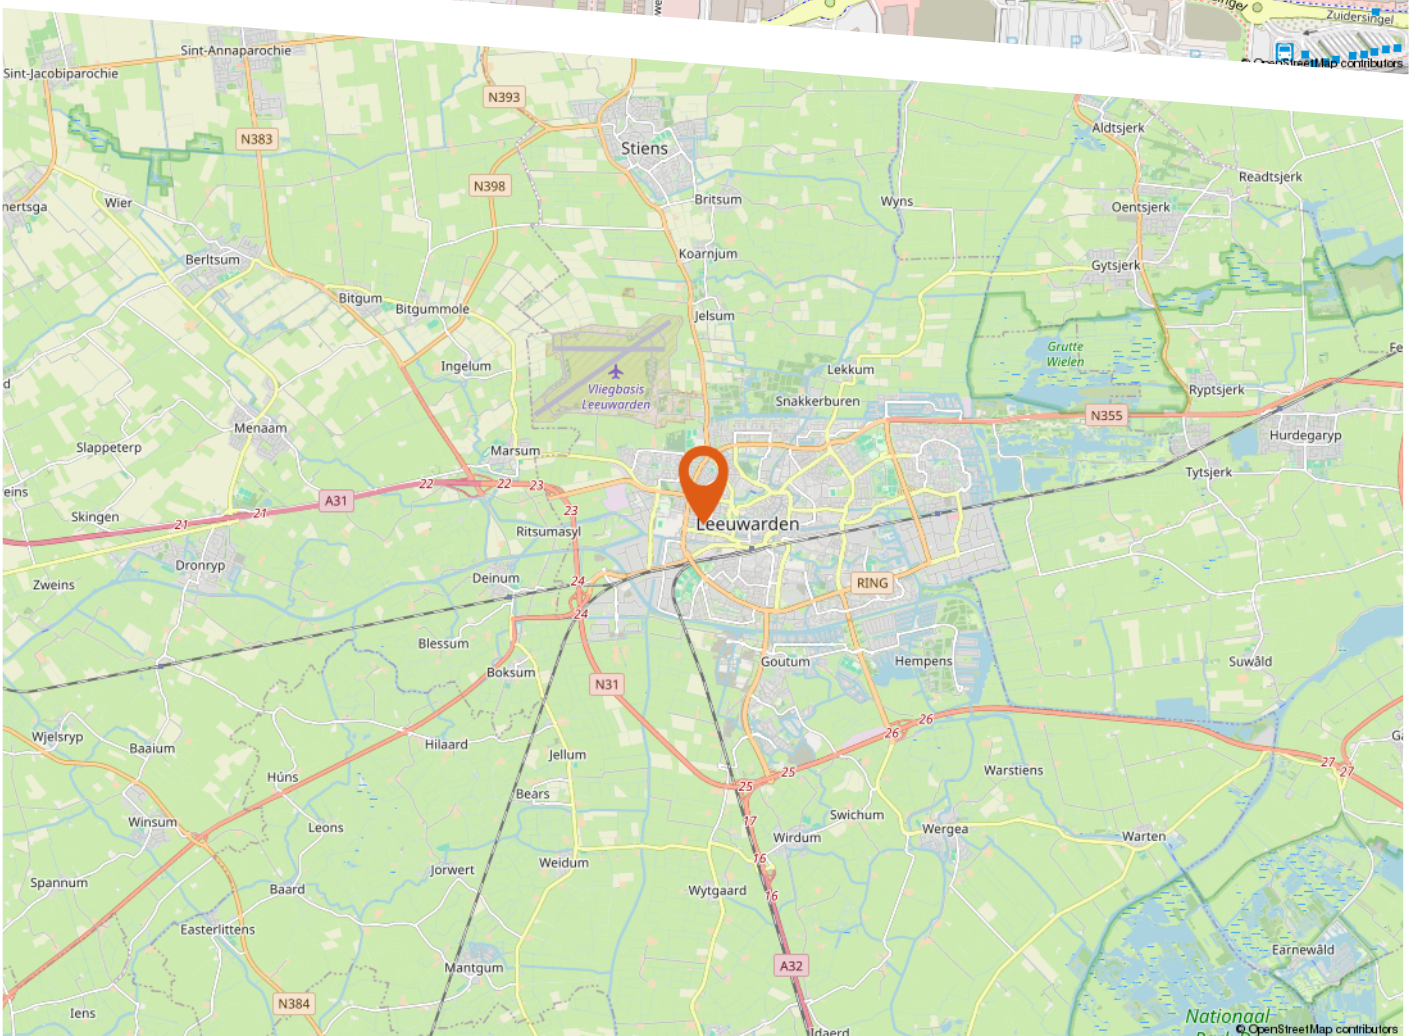 Zuidersingel
© OpenStreetMap contributors
Sint-Annaparochie
Sint-Jacobiparochie
N393
N383
Stiens
Aldtsjerk
N398
Readtsjerk
Wier
nertsga
Britsum
Wyns
Oentsjerk
Koarnjum
Berltsum
Gytsjerk
Bitgum
Bitgummole
Jelsum
Grutte
Wielen
Ingelum
Lekkum
Vliegbasis
Leeuwarden
Ryptsjerk
Snakkerburen
N355
Menaam
Hurdegaryp
Slappeterp
Marsum
Tytsjerk
22
22
23
A31
23
Skingen
21
21
Leeuwarden
Ritsumasyl
Dronryp
Zweins
Deinum
24
RING
24
Blessum
Goutum
Hempens
Suwâld
Boksum
N31
26
26
Wjelsryp
Baaium
Hilaard
Jellum
27
27
Húns
25
25
Warstiens
Bears
Winsum
Leons
17
Swichum
Wergea
Wirdum
Warten
16
Weidum
Jorwert
Spannum
Baard
Wytgaard
16
Easterlittens
Earnewâld
Mantgum
A32
N384
Iens
Nationaal
Idaerd
© OpenStreetMap contributors